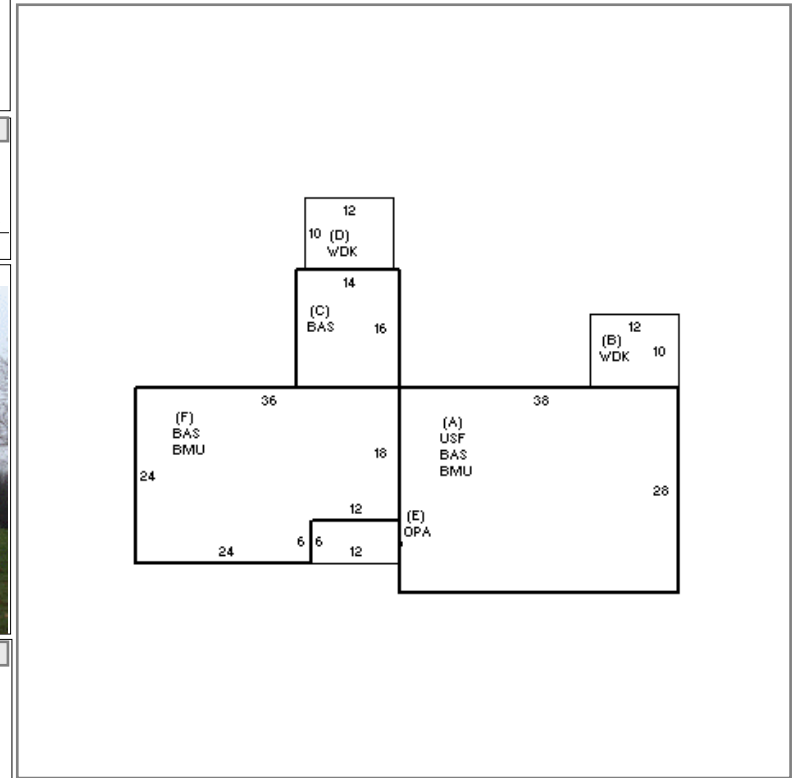 12
10 (D)
WDK
14
(C)
BAS
16
12
(B)
WDK
10
36
38
(F)
BAS
BMU
(A)
USF
BAS
BMU
18
24
28
12
(E)
OPA
6 6
24
12